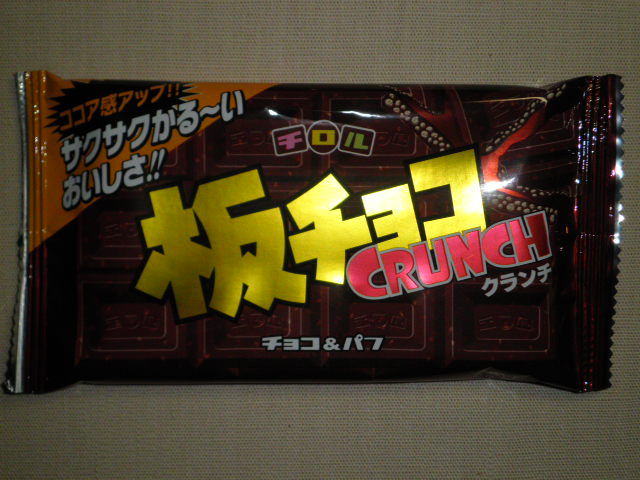 ココア感アップ!!
サクサクかる〜い
おいしさ!!
チロル
板チョコ
CRUNCH
クランチ
チョコ&パフ